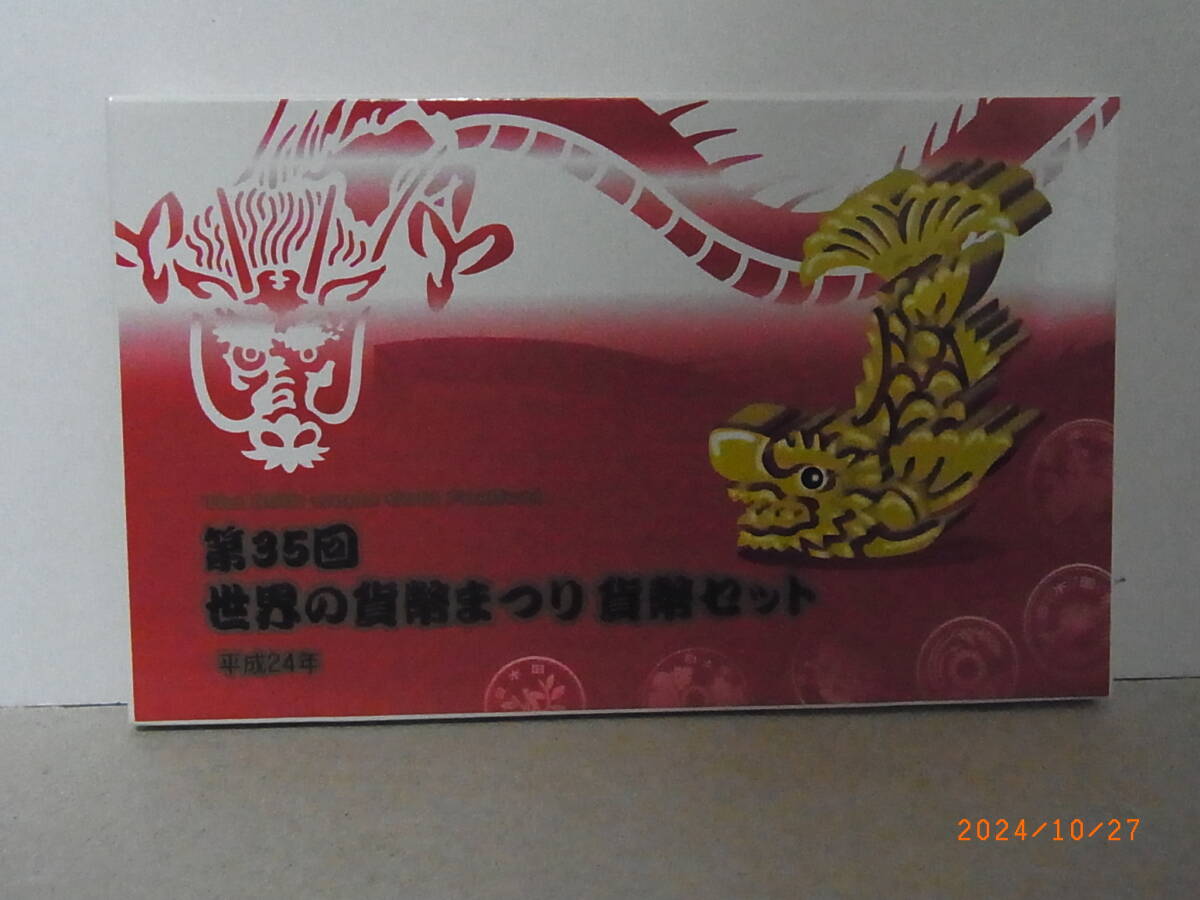 第35回
世界の貨幣まつり 貨幣セット
平成24年
2024/10/27